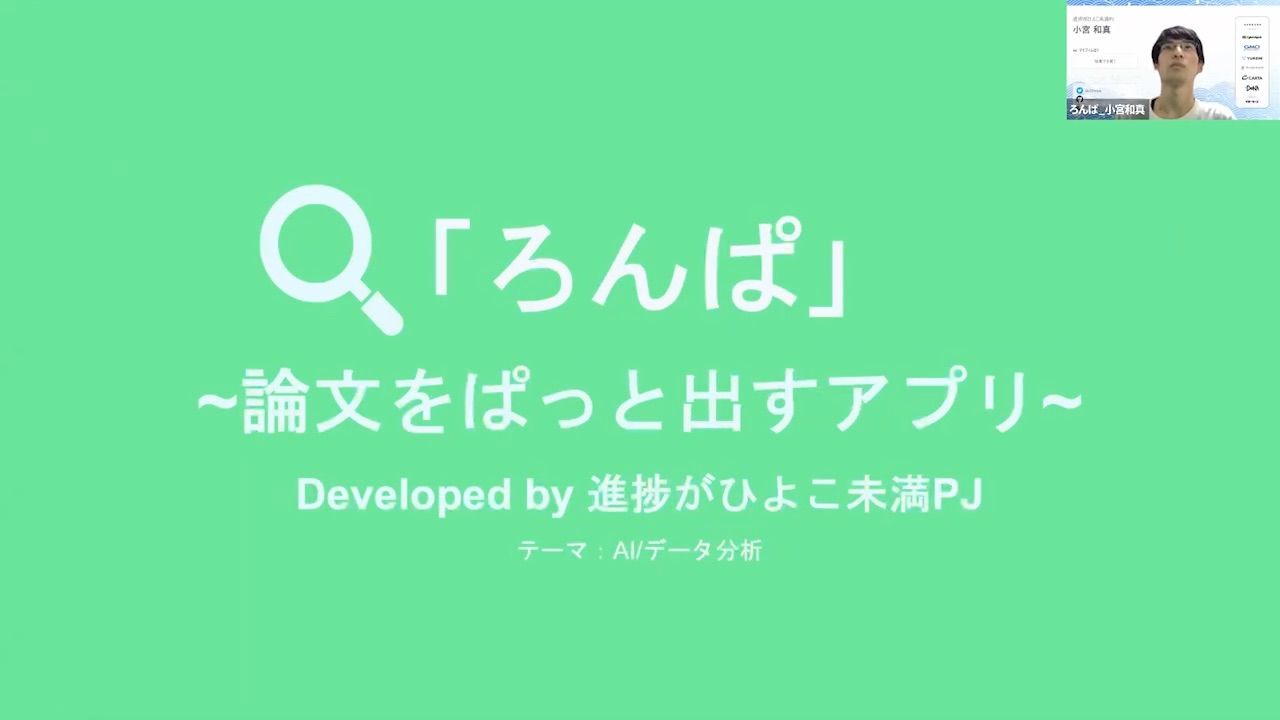 「ろんぱ」
~論文をぱっと出すアプリ~
Developed by 進捗がひよこ未満PJ
テーマ：AI/データ分析
小宮 和真
GMO
YUMEMI
CARTA
DeNA
ろんぱ_小宮和真